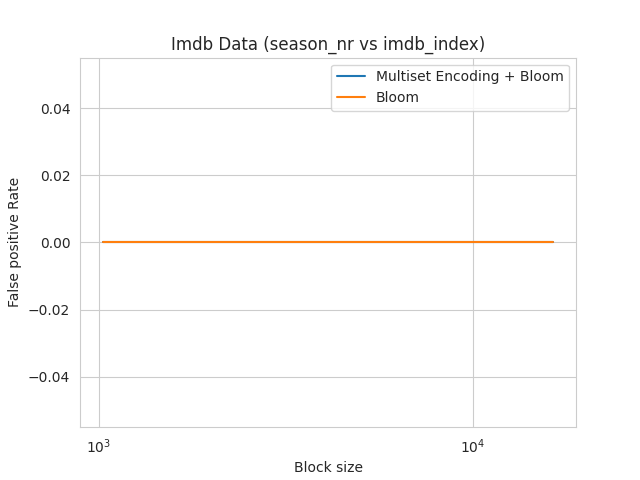 Imdb Data (season_nr vs imdb_index)
Multiset Encoding + Bloom
Bloom
0.04
0.02
0.00
−0.02
−0.04
False positive Rate
10³
10⁴
Block size